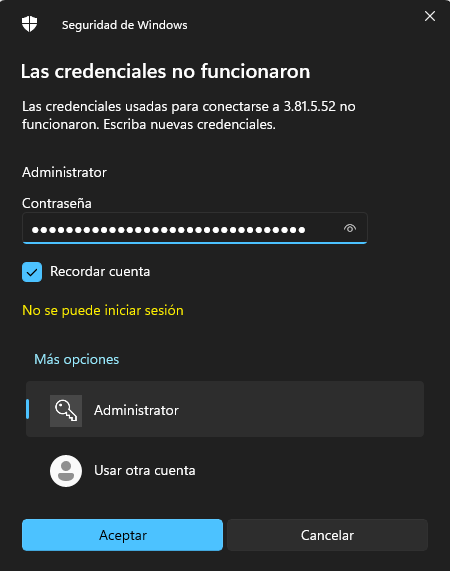 Seguridad de Windows
Las credenciales no funcionaron
Las credenciales usadas para conectarse a 3.81.5.52 no
funcionaron. Escriba nuevas credenciales.
Administrator
Contraseña
Recordar cuenta
No se puede iniciar sesión
Más opciones
Administrator
Usar otra cuenta
Aceptar
Cancelar